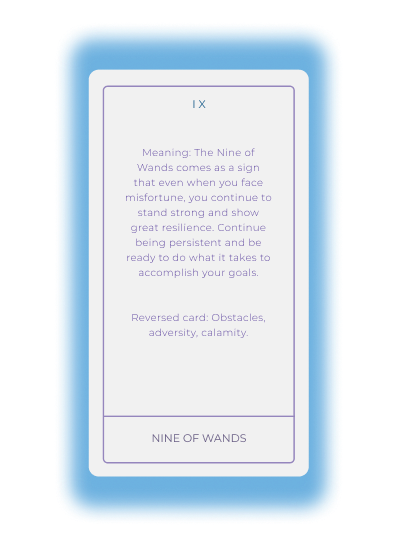 IX
Meaning: The Nine of
Wands comes as a sign
that even when you face
misfortune, you continue to
stand strong and show
great resilience. Continue
being persistent and be
ready to do what it takes to
accomplish your goals.
Reversed card: Obstacles,
adversity, calamity.
NINE OF WANDS